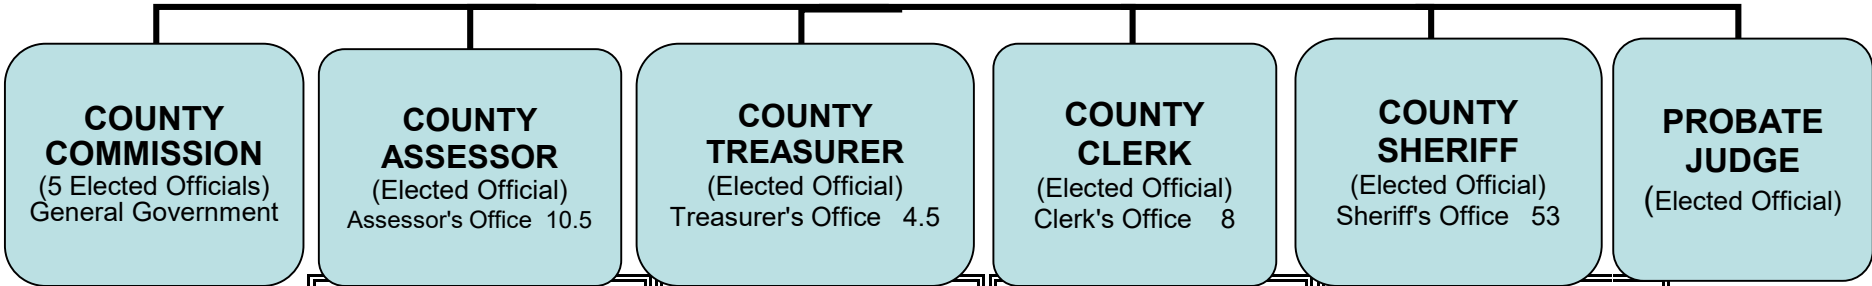 COUNTY
COMMISSION
(5 Elected Officials)
General Government
COUNTY
ASSESSOR
(Elected Official)
Assessor's Office 10.5
COUNTY
TREASURER
(Elected Official)
Treasurer's Office 4.5
COUNTY
CLERK
(Elected Official)
Clerk's Office 8
COUNTY
SHERIFF
(Elected Official)
Sheriff's Office 53
PROBATE
JUDGE
(Elected Official)